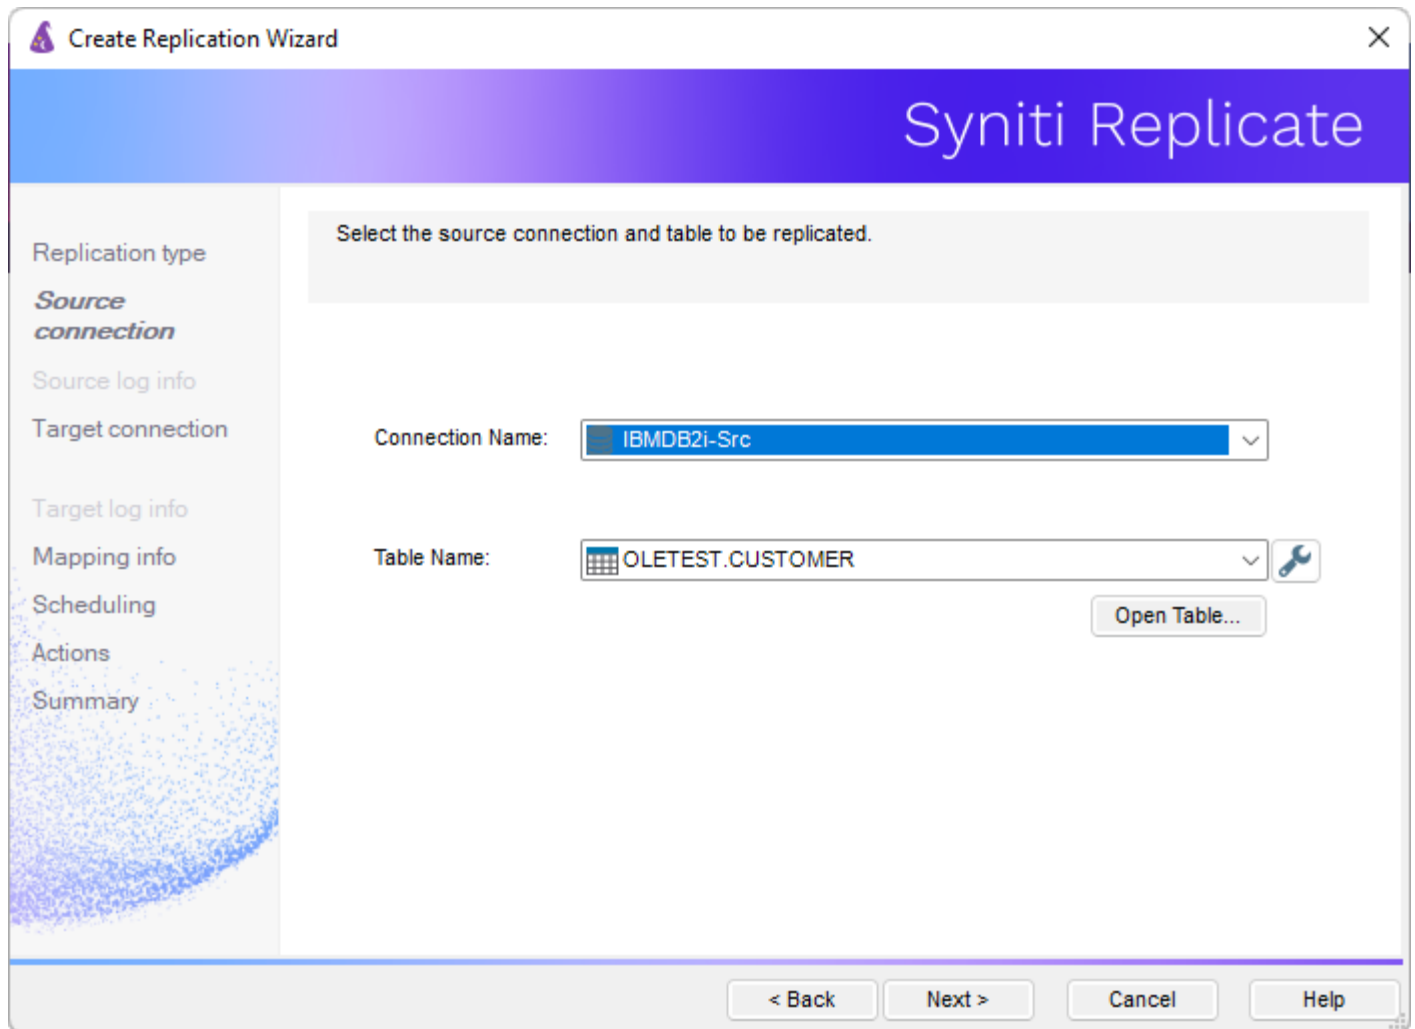 Create Replication Wizard
Syniti Replicate
Replication type
Source
connection
Source log info
Target connection
Target log info
Mapping info
Scheduling
Actions
Summary
Select the source connection and table to be replicated.
Connection Name: IBMDB2i-Src
Table Name: OLETEST.CUSTOMER
Open Table...
< Back Next > Cancel Help